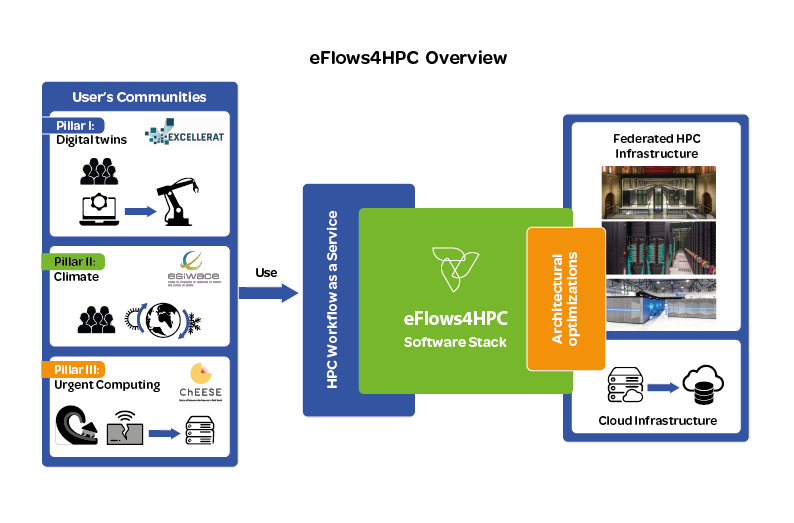 eFlows4HPC Overview
User's Communities
Pillar I:
Digital twins
EXCELLERAT
Pillar II:
Climate
esiwace
Pillar III:
Urgent Computing
ChEESE
Use
HPC Workflow as a Service
eFlows4HPC
Software Stack
Architectural
optimizations
Federated HPC
Infrastructure
Cloud Infrastructure